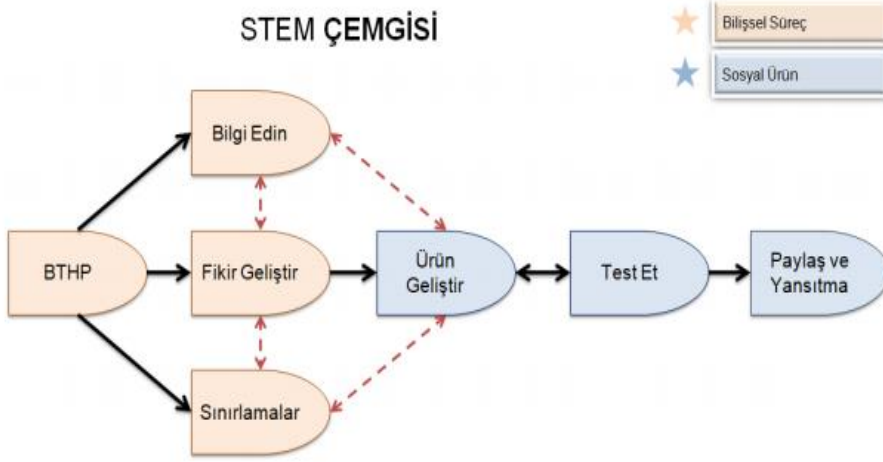 STEM ÇEMGİSİ
Bilişsel Süreç
Sosyal Ürün
Bilgi Edin
BTHP
Fikir Geliştir
Ürün
Geliştir
Test Et
Paylaş ve
Yansıtma
Sınırlamalar